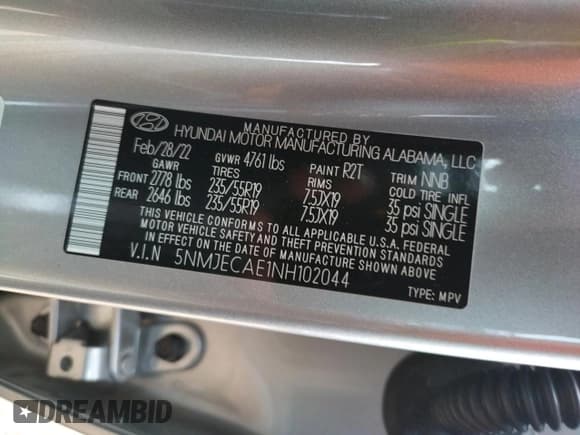 MANUFACTURED BY
HYUNDAI MOTOR MANUFACTURING ALABAMA, LLC
Feb/28/22 GVWR 4761 lbs PAINT R2T TRIM NNB
GAWR TIRES RIMS COLD TIRE INFL
FRONT 2778 lbs 235/55R19 7.5JX19 35 psi SINGLE
REAR 2646 lbs 235/55R19 7.5JX19 35 psi SINGLE
THIS VEHICLE CONFORMS TO ALL APPLICABLE U.S.A. FEDERAL
MOTOR VEHICLE SAFETY AND BUMPER STANDARDS IN EFFECT ON
THE DATE OF MANUFACTURE SHOWN ABOVE.
V.I.N 5NMJECAE1NH102044
TYPE: MPV
DREAMBID